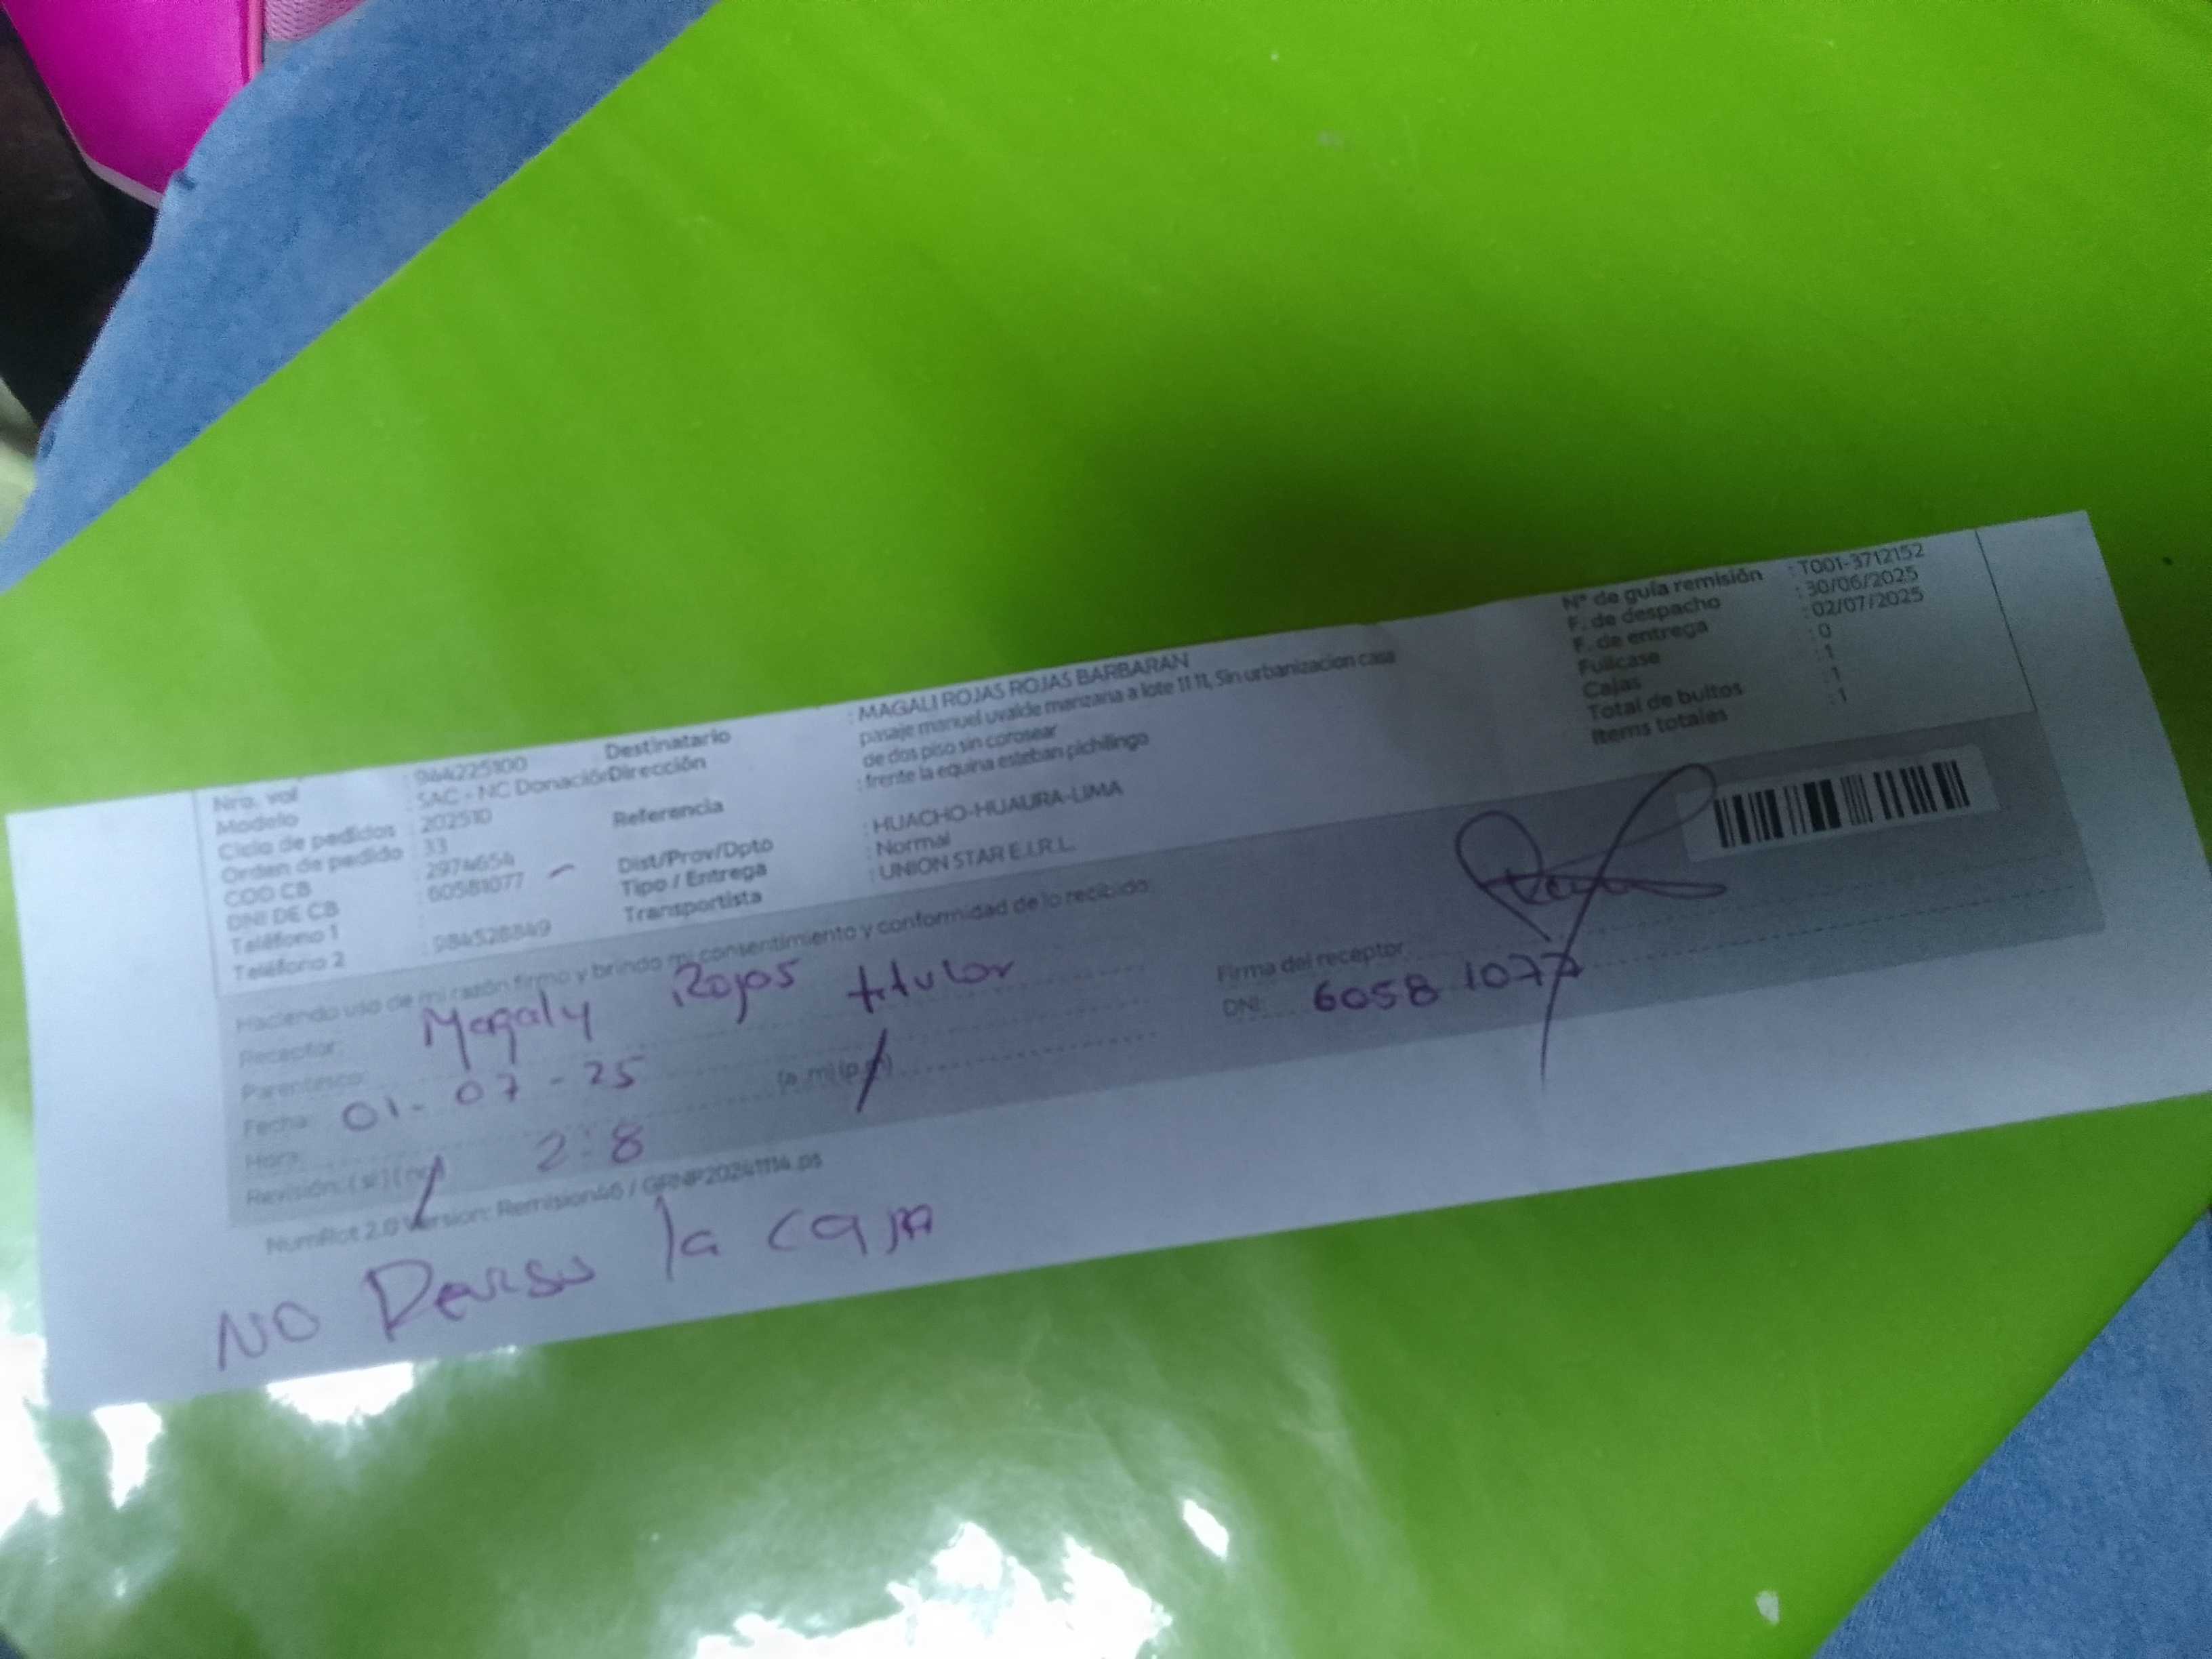 Nro. vol : 944225100
Modelo : SAC - NC Donación
Ciclo de pedidos : 202510
Orden de pedido : 33
COD CB : 2974654
DNI DE CB : 60581077
Teléfono 1 :
Teléfono 2 : 984528849
Destinatario : MAGALI ROJAS ROJAS BARBARAN
Dirección : pasaje manuel uvalde manzana a lote 11 11, Sin urbanizacion casa
de dos piso sin corosear
Referencia : frente la equina esteban pichilingo
Dist/Prov/Dpto : HUACHO-HUAURA-LIMA
Tipo / Entrega : Normal
Transportista : UNION STAR E.I.R.L.
N° de guía remisión : T001-3712152
F. de despacho : 30/06/2025
F. de entrega : 02/07/2025
Fullcase : 0
Cajas : 1
Total de bultos : 1
Items totales : 1
Haciendo uso de mi razón firmo y brindo mi consentimiento y conformidad de lo recibido:
Receptor: Magaly Rojas titular
Parentesco:
Fecha: 01-07-25
Hora: 2:8 (a.m) (p.m)
Revisión: ( si ) ( no )
Firma del receptor:
DNI: 60581077
NumRot 2.0 Version: Remision46 / GRNP20241114.ps
NO la caja